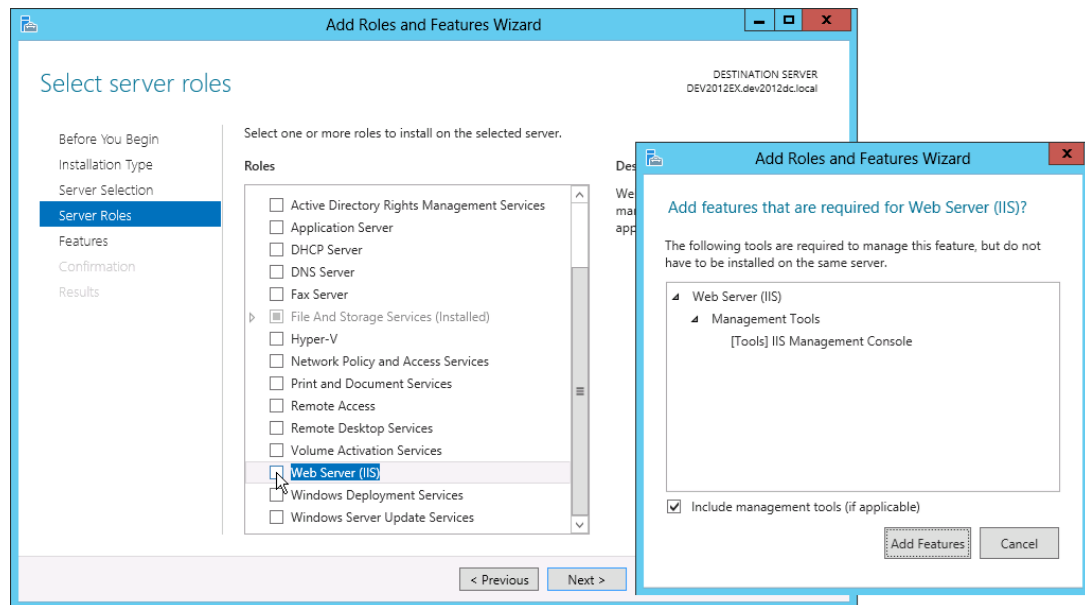 Add Roles and Features Wizard
Select server roles
DESTINATION SERVER
DEV2012EX.dev2012dc.local
Before You Begin
Installation Type
Server Selection
Server Roles
Features
Confirmation
Results
Select one or more roles to install on the selected server.
Roles
Active Directory Rights Management Services
Application Server
DHCP Server
DNS Server
Fax Server
File And Storage Services (Installed)
Hyper-V
Network Policy and Access Services
Print and Document Services
Remote Access
Remote Desktop Services
Volume Activation Services
Web Server (IIS)
Windows Deployment Services
Windows Server Update Services
< Previous
Next >
Add Roles and Features Wizard
Add features that are required for Web Server (IIS)?
The following tools are required to manage this feature, but do not
have to be installed on the same server.
Web Server (IIS)
Management Tools
[Tools] IIS Management Console
Include management tools (if applicable)
Add Features
Cancel